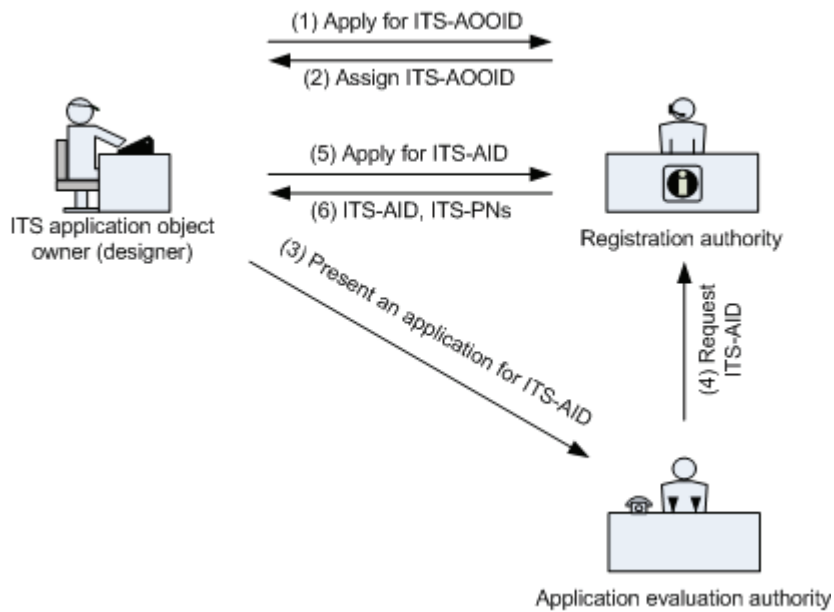 (1) Apply for ITS-AOOID
(2) Assign ITS-AOOID
(5) Apply for ITS-AID
(6) ITS-AID, ITS-PNs
ITS application object
owner (designer)
Registration authority
(3) Present an application for ITS-AID
(4) Request
ITS-AID
Application evaluation authority